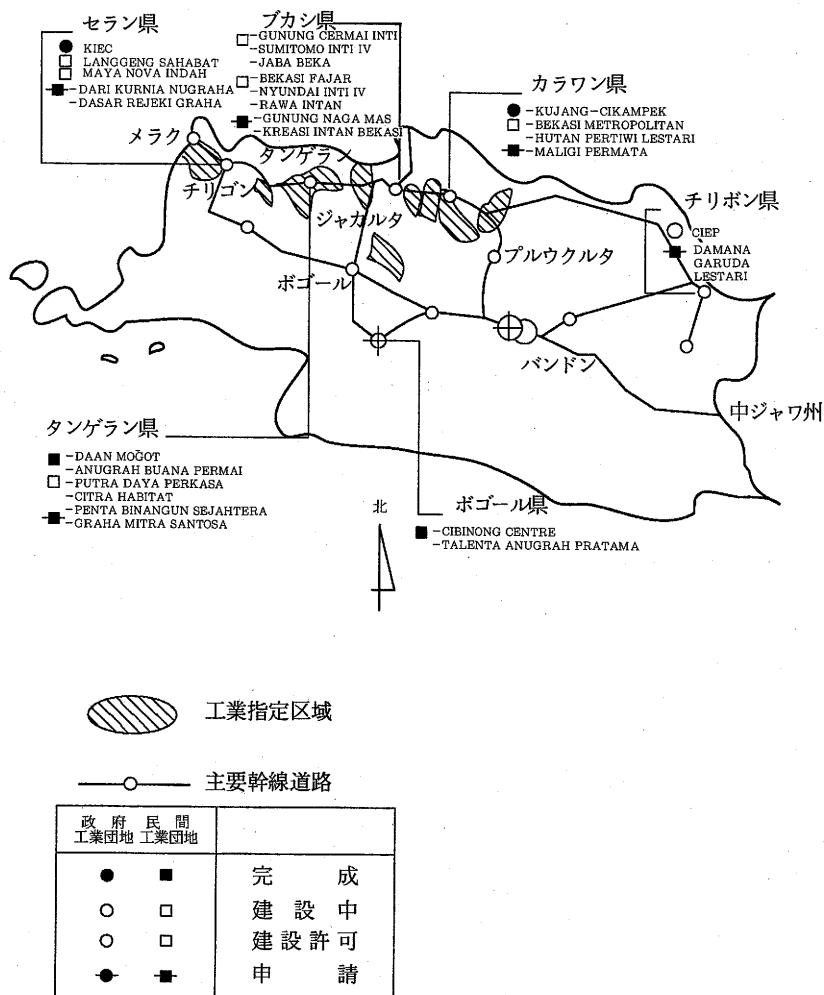 セラン県
KIEC
LANGGENG SAHABAT
MAYA NOVA INDAH
-DARI KURNIA NUGRAHA
-DASAR REJEKI GRAHA
ブカシ県
-GUNUNG CERMAI INTI
-SUMITOMO INTI IV
-JABA BEKA
-BEKASI FAJAR
-NYUNDAI INTI IV
-RAWA INTAN
-GUNUNG NAGA MAS
-KREASI INTAN BEKASI
カラワン県
-KUJANG-CIKAMPEK
-BEKASI METROPOLITAN
-HUTAN PERTIWI LESTARI
-MALIGI PERMATA
メラク
タンゲラン
チリゴン
ジャカルタ
チリボン県
CIEP
DAMANA
GARUDA
LESTARI
プルウクルタ
ボゴール
バンドン
中ジャワ州
タンゲラン県
-DAAN MOGOT
-ANUGRAH BUANA PERMAI
-PUTRA DAYA PERKASA
-CITRA HABITAT
-PENTA BINANGUN SEJAHTERA
-GRAHA MITRA SANTOSA
北
ボゴール県
-CIBINONG CENTRE
-TALENTA ANUGRAH PRATAMA
工業指定区域
主要幹線道路
政府 民間
工業団地 工業団地
完成
建設中
建設許可
申請